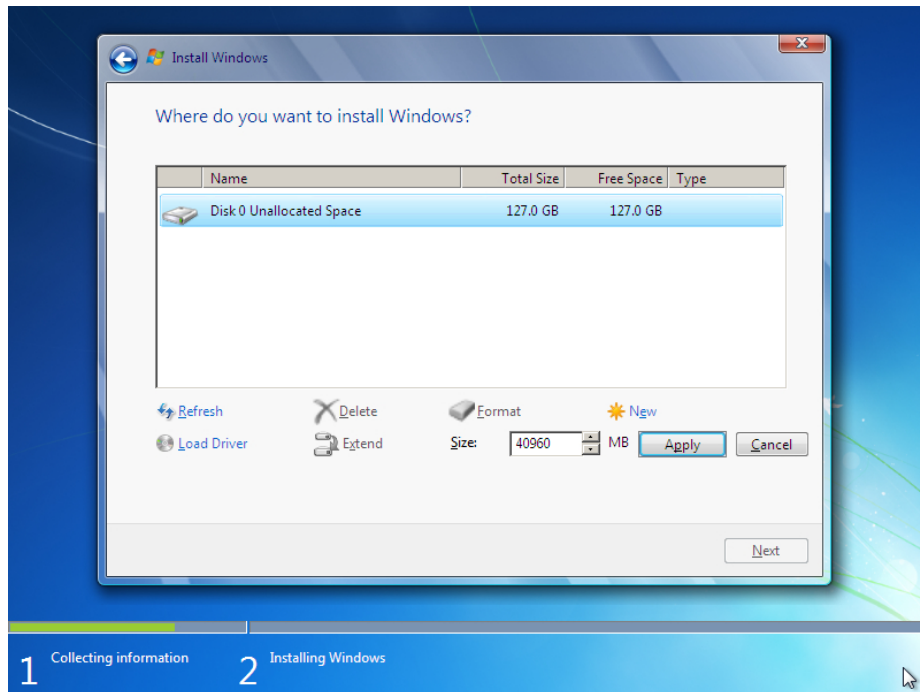 Install Windows
Where do you want to install Windows?
Name Total Size Free Space Type
Disk 0 Unallocated Space 127.0 GB 127.0 GB
Refresh Delete Format New
Load Driver Extend Size: 40960 MB Apply Cancel
Next
1 Collecting information 2 Installing Windows